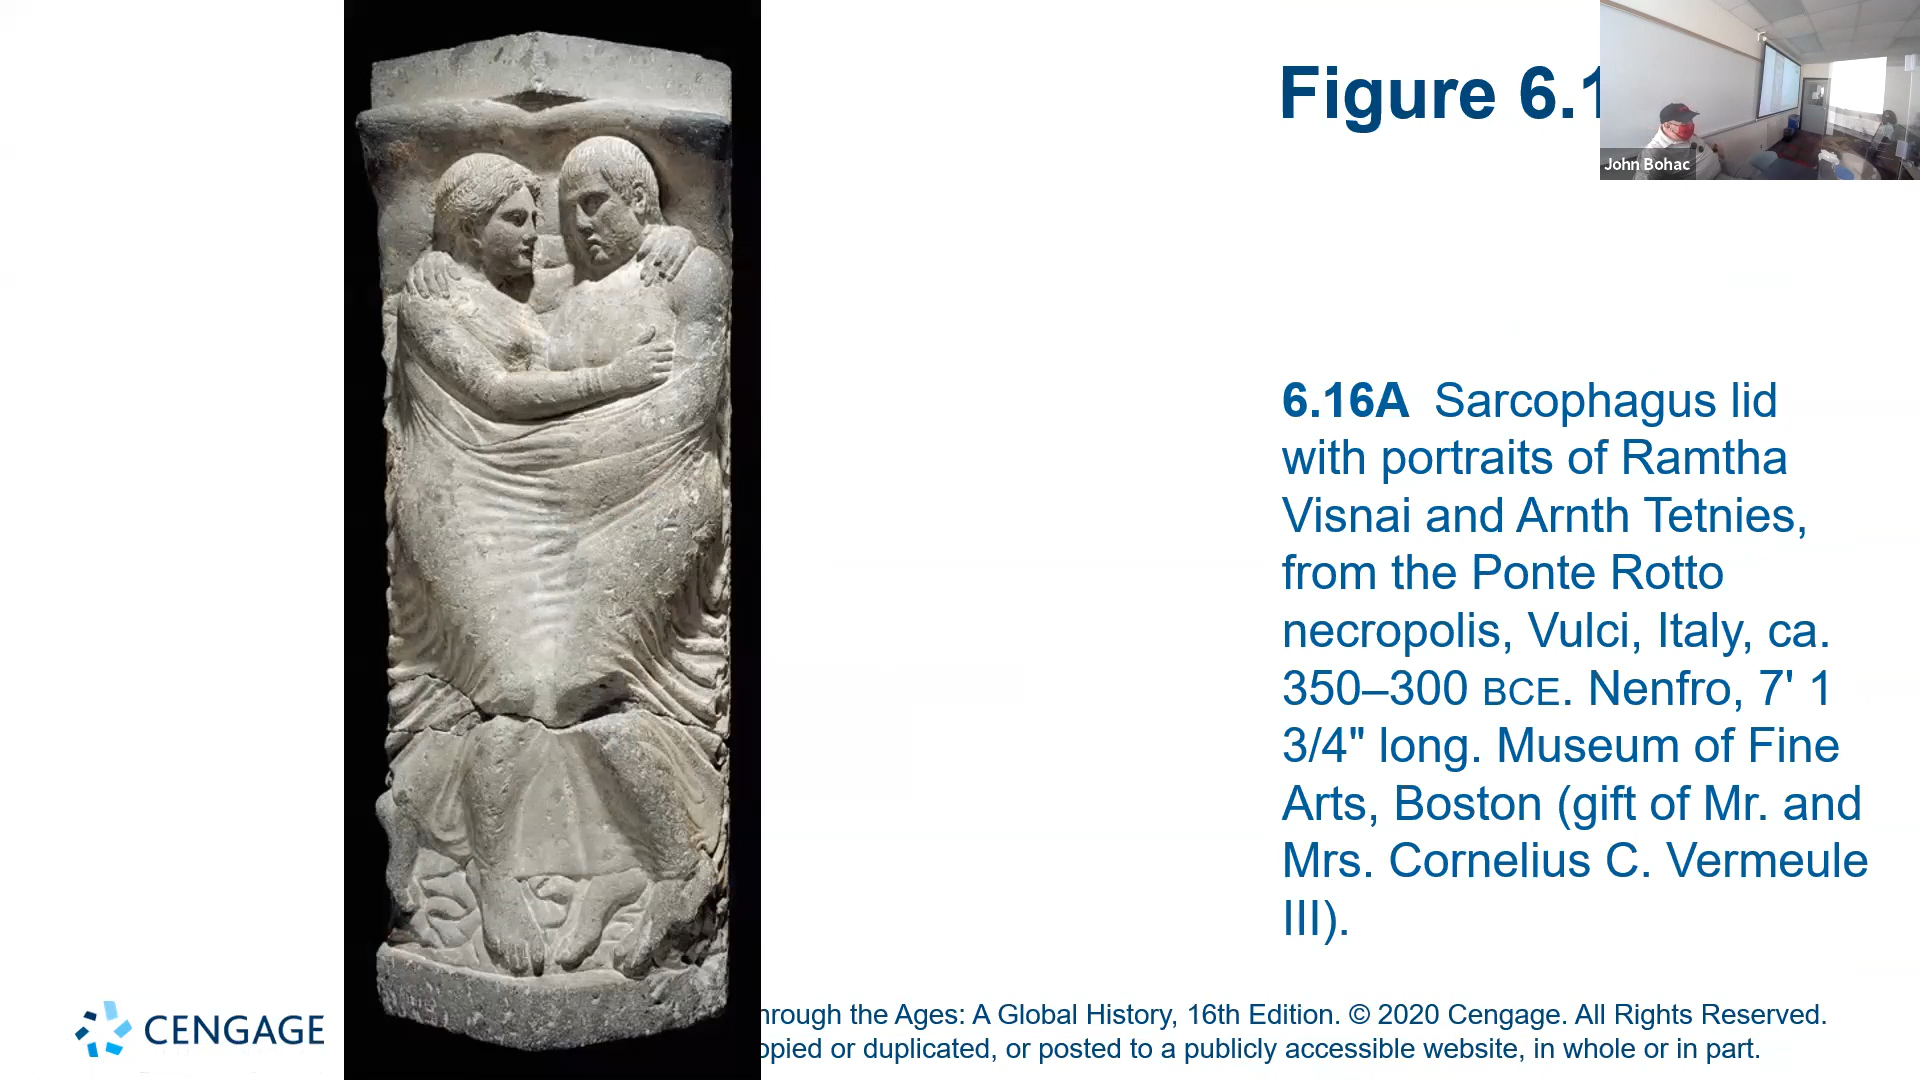 Figure 6.1
John Bohac
6.16A Sarcophagus lid
with portraits of Ramtha
Visnai and Arnth Tetnies,
from the Ponte Rotto
necropolis, Vulci, Italy, ca.
350–300 BCE. Nenfro, 7' 1
3/4" long. Museum of Fine
Arts, Boston (gift of Mr. and
Mrs. Cornelius C. Vermeule
III).
CENGAGE
hrough the Ages: A Global History, 16th Edition. © 2020 Cengage. All Rights Reserved.
opied or duplicated, or posted to a publicly accessible website, in whole or in part.